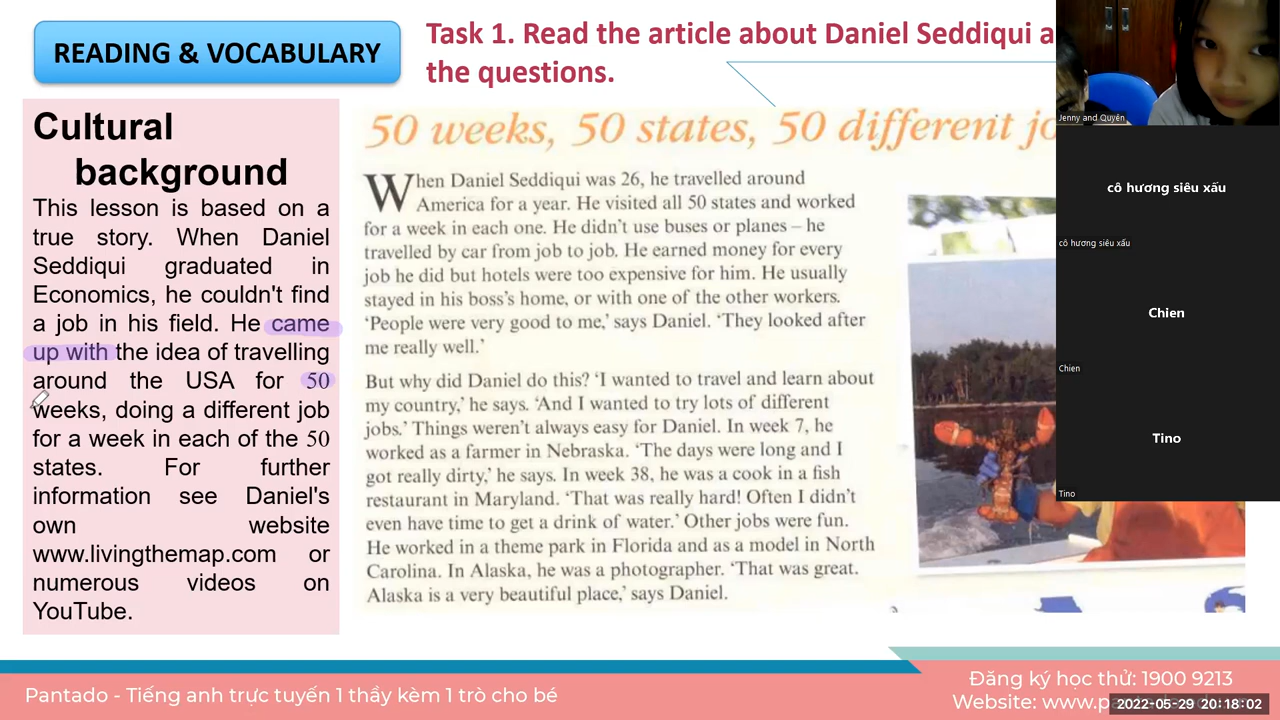 READING & VOCABULARY
Task 1. Read the article about Daniel Seddiqui a
the questions.
Cultural
background
This lesson is based on a
true story. When Daniel
Seddiqui graduated in
Economics, he couldn't find
a job in his field. He came
up with the idea of travelling
around the USA for 50
weeks, doing a different job
for a week in each of the 50
states. For further
information see Daniel's
own website
www.livingthemap.com or
numerous videos on
YouTube.
50 weeks, 50 states, 50 different jo
When Daniel Seddiqui was 26, he travelled around
America for a year. He visited all 50 states and worked
for a week in each one. He didn't use buses or planes – he
travelled by car from job to job. He earned money for every
job he did but hotels were too expensive for him. He usually
stayed in his boss's home, or with one of the other workers.
‘People were very good to me,’ says Daniel. ‘They looked after
me really well.’
But why did Daniel do this? ‘I wanted to travel and learn about
my country,’ he says. ‘And I wanted to try lots of different
jobs.’ Things weren't always easy for Daniel. In week 7, he
worked as a farmer in Nebraska. ‘The days were long and I
got really dirty,’ he says. In week 38, he was a cook in a fish
restaurant in Maryland. ‘That was really hard! Often I didn't
even have time to get a drink of water.’ Other jobs were fun.
He worked in a theme park in Florida and as a model in North
Carolina. In Alaska, he was a photographer. ‘That was great.
Alaska is a very beautiful place,’ says Daniel.
Jenny and Quyên
cô hương siêu xấu
cô hương siêu xấu
Chien
Chien
Tino
Tino
Pantado - Tiếng anh trực tuyến 1 thầy kèm 1 trò cho bé
Đăng ký học thử: 1900 9213
Website: www.p
2022-05-29 20:18:02